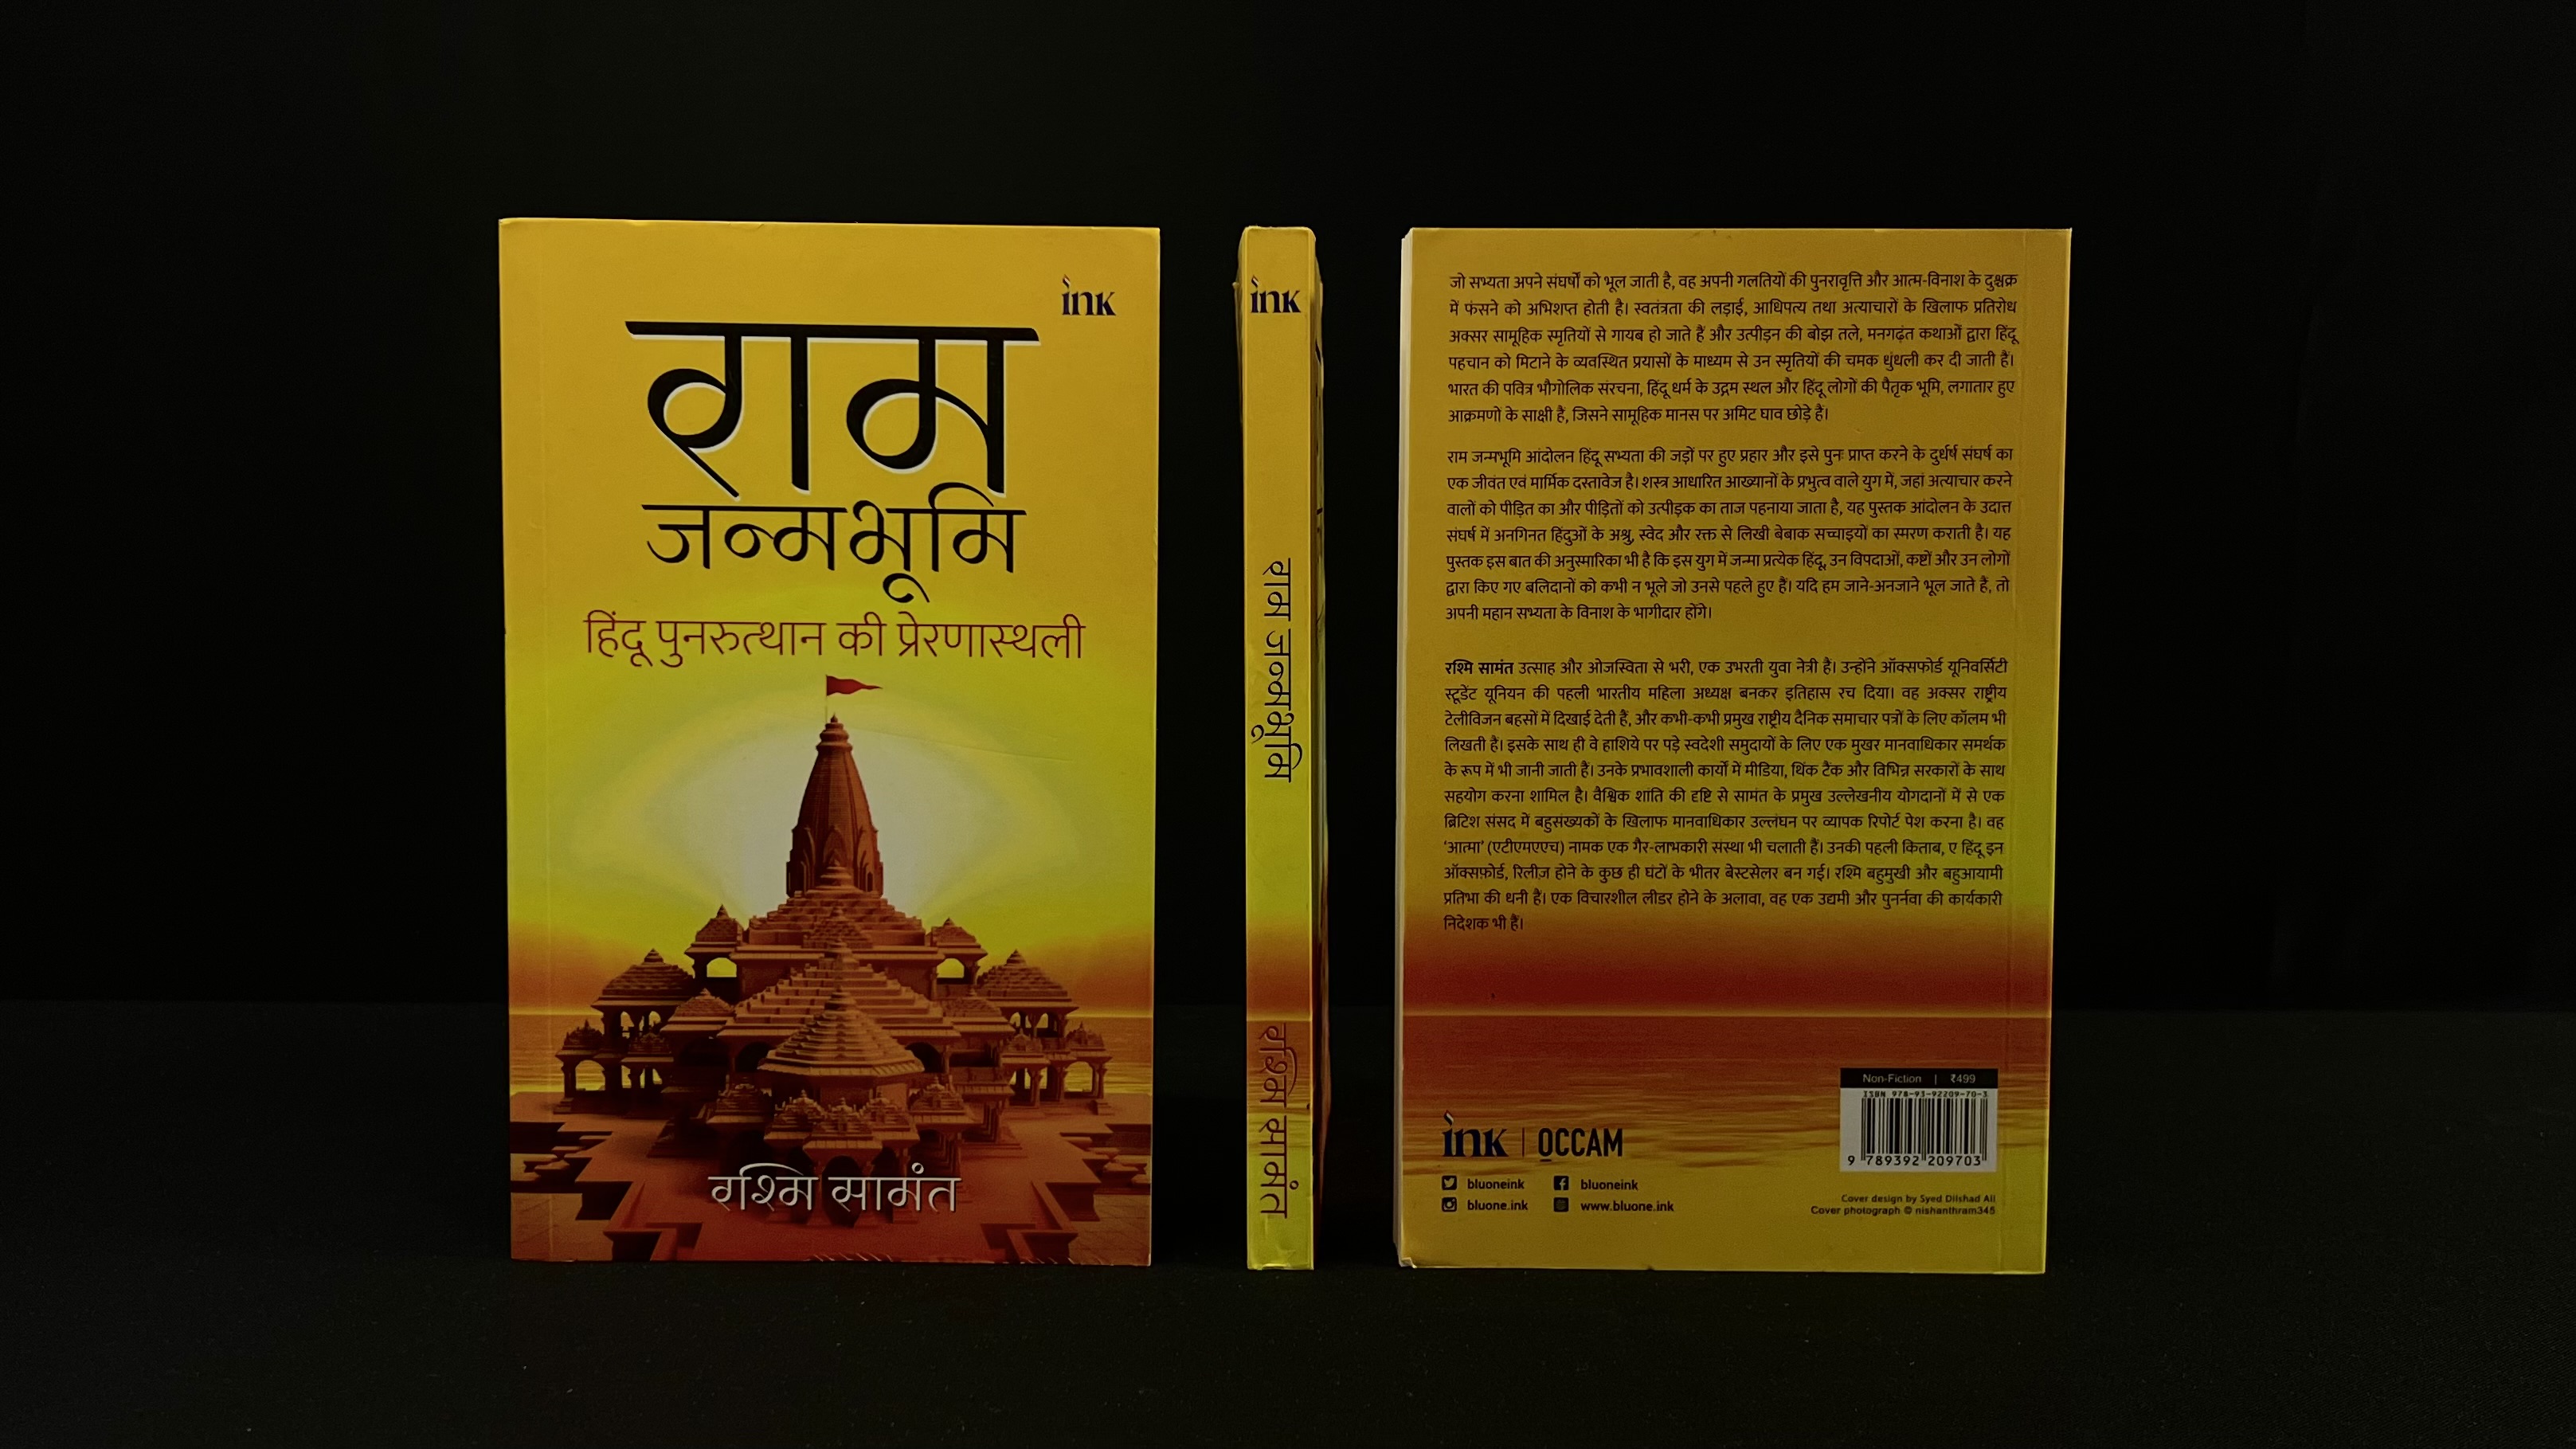 ink
राम
जन्मभूमि
हिंदू पुनरुत्थान की प्रेरणास्थली
रश्मि सामंत
ink
राम जन्मभूमि
रश्मि सामंत
जो सभ्यता अपने संघर्षों को भूल जाती है, वह अपनी गलतियों की पुनरावृत्ति और आत्म-विनाश के दुश्चक्र
में फंसने को अभिशप्त होती है। स्वतंत्रता की लड़ाई, आधिपत्य तथा अत्याचारों के खिलाफ प्रतिरोध
अक्सर सामूहिक स्मृतियों से गायब हो जाते हैं और उत्पीड़न की बोझ तले, मनगढ़ंत कथाओं द्वारा हिंदू
पहचान को मिटाने के व्यवस्थित प्रयासों के माध्यम से उन स्मृतियों की चमक धुंधली कर दी जाती हैं।
भारत की पवित्र भौगोलिक संरचना, हिंदू धर्म के उद्गम स्थल और हिंदू लोगों की पैतृक भूमि, लगातार हुए
आक्रमणो के साक्षी हैं, जिसने सामूहिक मानस पर अमिट घाव छोड़े हैं।
राम जन्मभूमि आंदोलन हिंदू सभ्यता की जड़ों पर हुए प्रहार और इसे पुनः प्राप्त करने के दुर्धर्ष संघर्ष का
एक जीवंत एवं मार्मिक दस्तावेज है। शस्त्र आधारित आख्यानों के प्रभुत्व वाले युग में, जहां अत्याचार करने
वालों को पीड़ित का और पीड़ितों को उत्पीड़क का ताज पहनाया जाता है, यह पुस्तक आंदोलन के उदात्त
संघर्ष में अनगिनत हिंदुओं के अश्रु, स्वेद और रक्त से लिखी बेबाक सच्चाइयों का स्मरण कराती है। यह
पुस्तक इस बात की अनुस्मारिका भी है कि इस युग में जन्मा प्रत्येक हिंदू, उन विपदाओं, कष्टों और उन लोगों
द्वारा किए गए बलिदानों को कभी न भूले जो उनसे पहले हुए हैं। यदि हम जाने-अनजाने भूल जाते हैं, तो
अपनी महान सभ्यता के विनाश के भागीदार होंगे।
रश्मि सामंत उत्साह और ओजस्विता से भरी, एक उभरती युवा नेत्री हैं। उन्होंने ऑक्सफोर्ड यूनिवर्सिटी
स्टूडेंट यूनियन की पहली भारतीय महिला अध्यक्ष बनकर इतिहास रच दिया। वह अक्सर राष्ट्रीय
टेलीविजन बहसों में दिखाई देती हैं, और कभी-कभी प्रमुख राष्ट्रीय दैनिक समाचार पत्रों के लिए कॉलम भी
लिखती हैं। इसके साथ ही वे हाशिये पर पड़े स्वदेशी समुदायों के लिए एक मुखर मानवाधिकार समर्थक
के रूप में भी जानी जाती हैं। उनके प्रभावशाली कार्यों में मीडिया, थिंक टैंक और विभिन्न सरकारों के साथ
सहयोग करना शामिल है। वैश्विक शांति की दृष्टि से सामंत के प्रमुख उल्लेखनीय योगदानों में से एक
ब्रिटिश संसद में बहुसंख्यकों के खिलाफ मानवाधिकार उल्लंघन पर व्यापक रिपोर्ट पेश करना है। वह
‘आत्मा’ (एटीएमएएच) नामक एक गैर-लाभकारी संस्था भी चलाती हैं। उनकी पहली किताब, ए हिंदू इन
ऑक्सफ़ोर्ड, रिलीज़ होने के कुछ ही घंटों के भीतर बेस्टसेलर बन गई। रश्मि बहुमुखी और बहुआयामी
प्रतिभा की धनी हैं। एक विचारशील लीडर होने के अलावा, वह एक उद्यमी और पुनर्नवा की कार्यकारी
निदेशक भी हैं।
Non-Fiction | ₹499
ISBN 978-93-92209-70-3
9 789392 209703
ink | OCCAM
bluoneink bluoneink
bluone.ink www.bluone.ink
Cover design by Syed Dilshad Ali
Cover photograph © nishanthram345